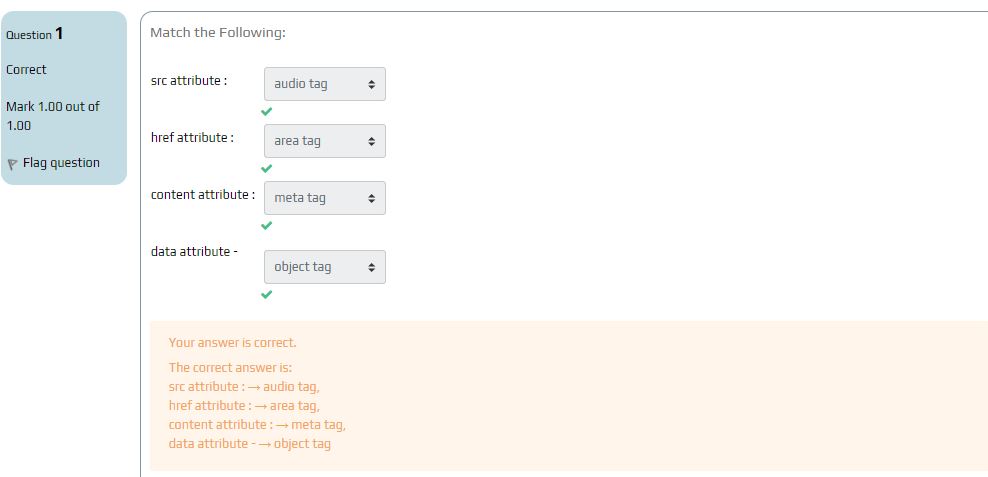 Question 1
Correct
Mark 1.00 out of
1.00
Flag question
Match the Following:
src attribute :
audio tag
href attribute :
area tag
content attribute :
meta tag
data attribute -
object tag
Your answer is correct.
The correct answer is:
src attribute : → audio tag,
href attribute : → area tag,
content attribute : → meta tag,
data attribute - → object tag